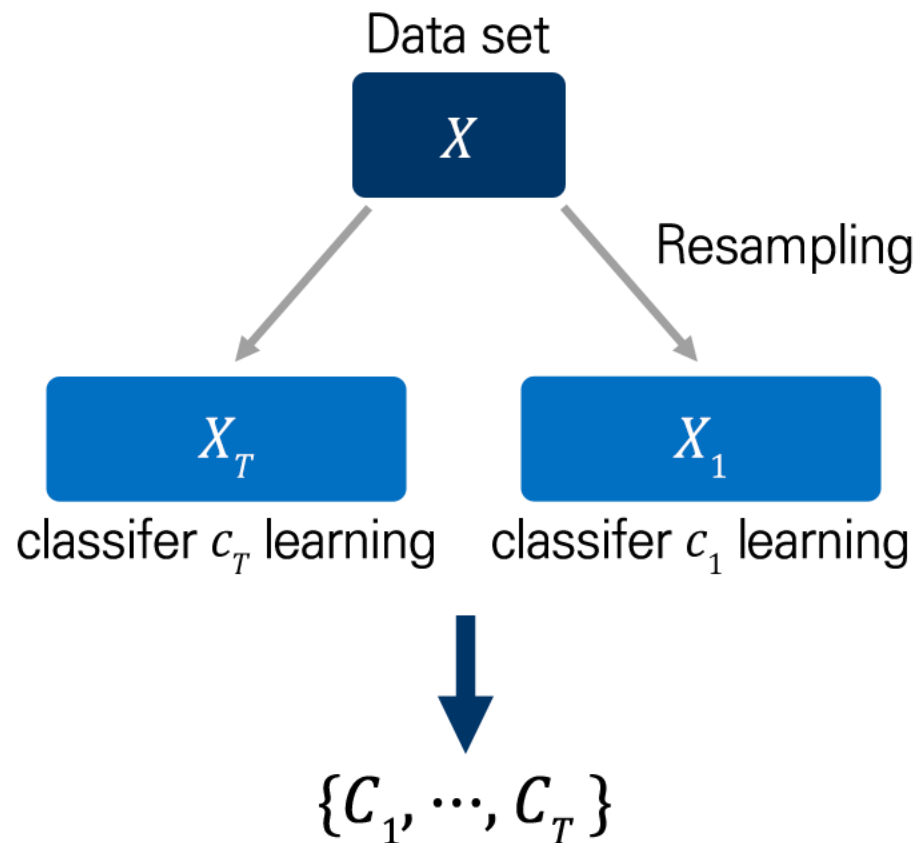 Data set
X
Resampling
X_T
X_1
classifer c_T learning
classifer c_1 learning
{C_1, ⋯, C_T}